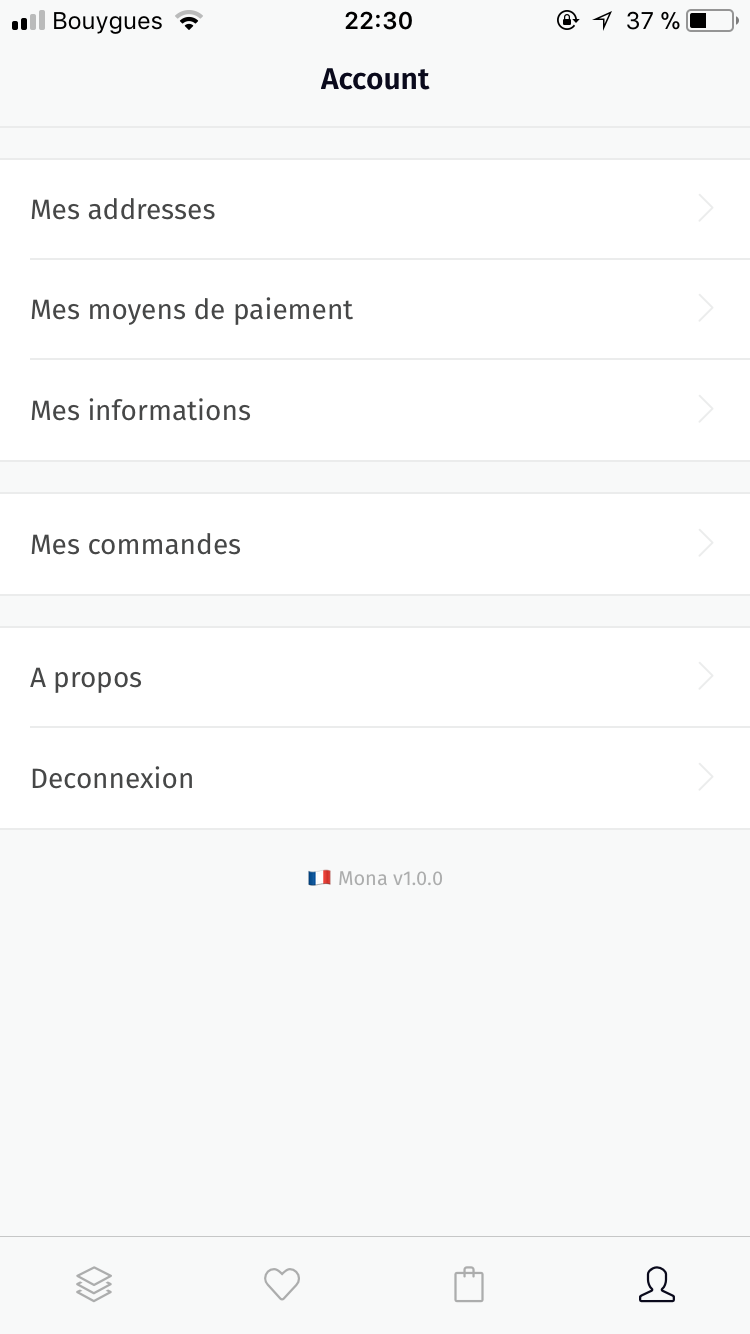 Bouygues 22:30 37 %
Account
Mes addresses
Mes moyens de paiement
Mes informations
Mes commandes
A propos
Deconnexion
🇫🇷 Mona v1.0.0